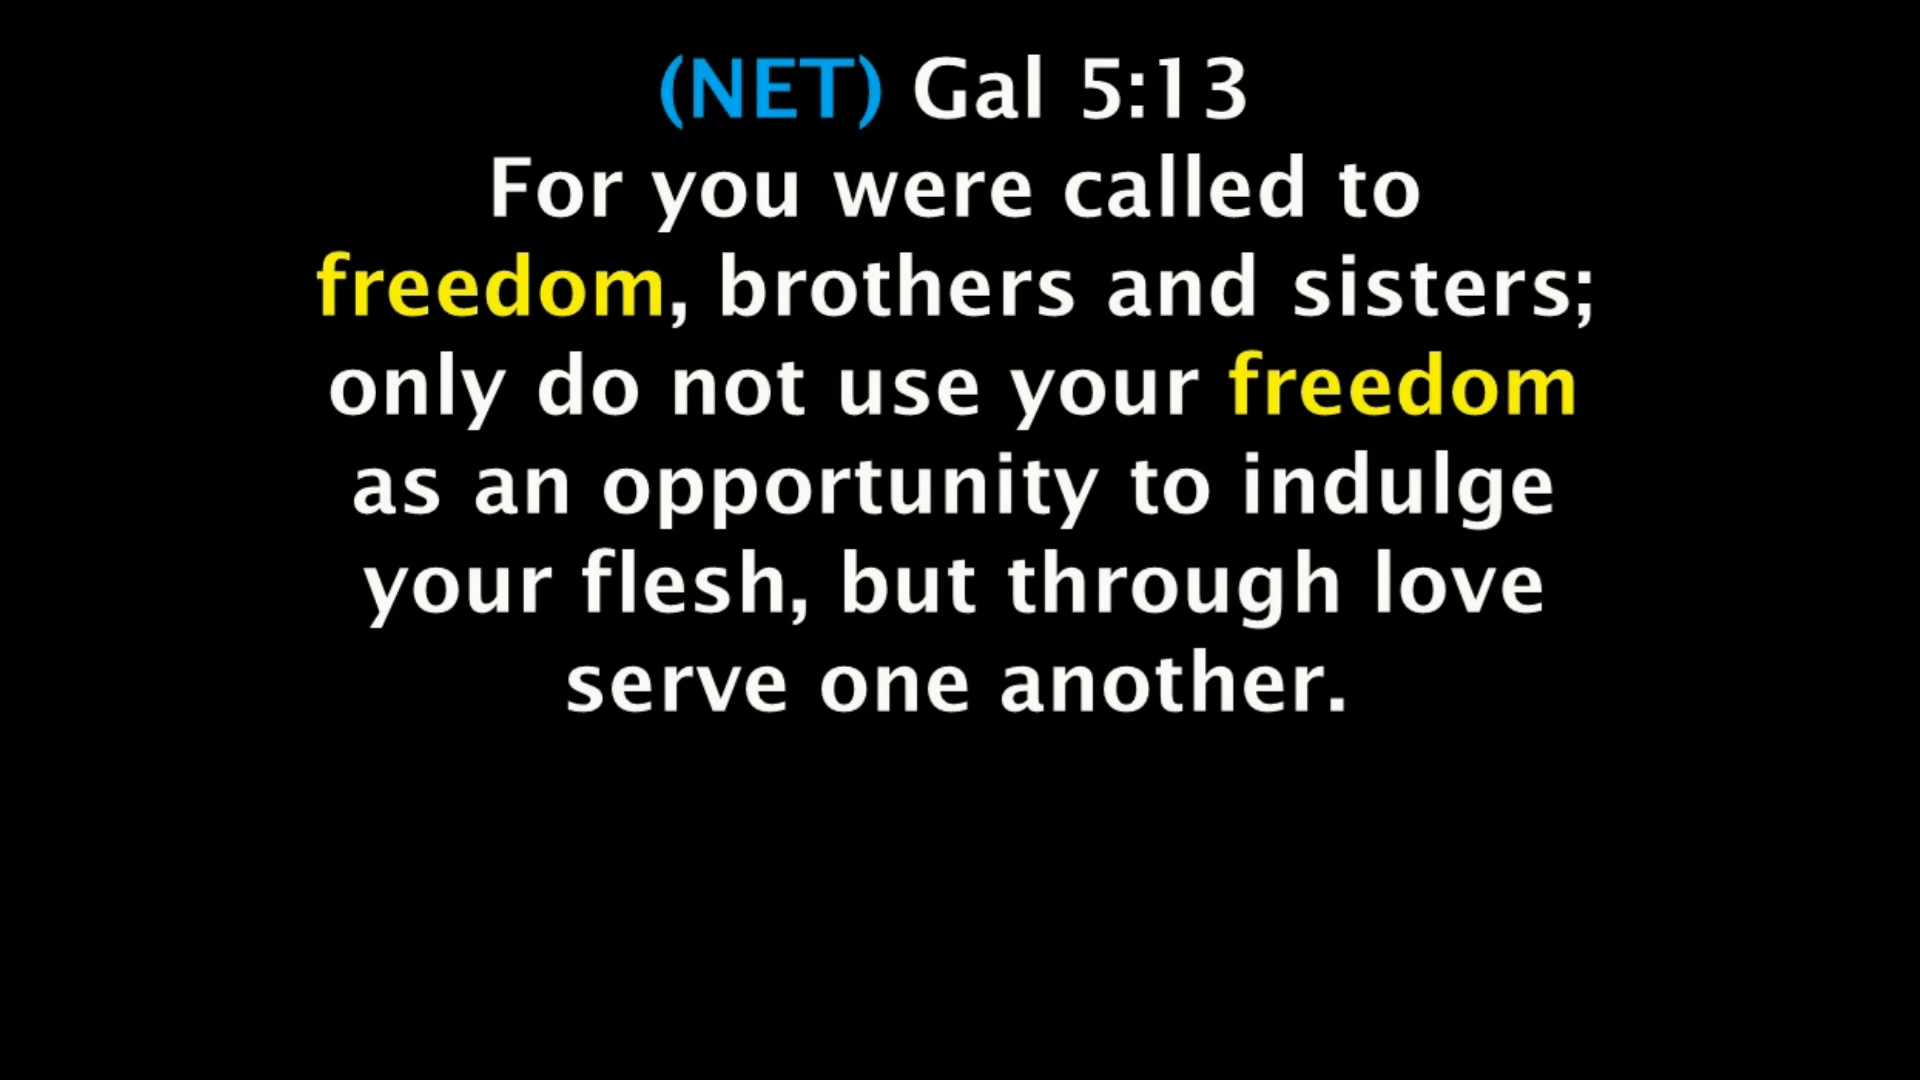 (NET) Gal 5:13
For you were called to
freedom, brothers and sisters;
only do not use your freedom
as an opportunity to indulge
your flesh, but through love
serve one another.